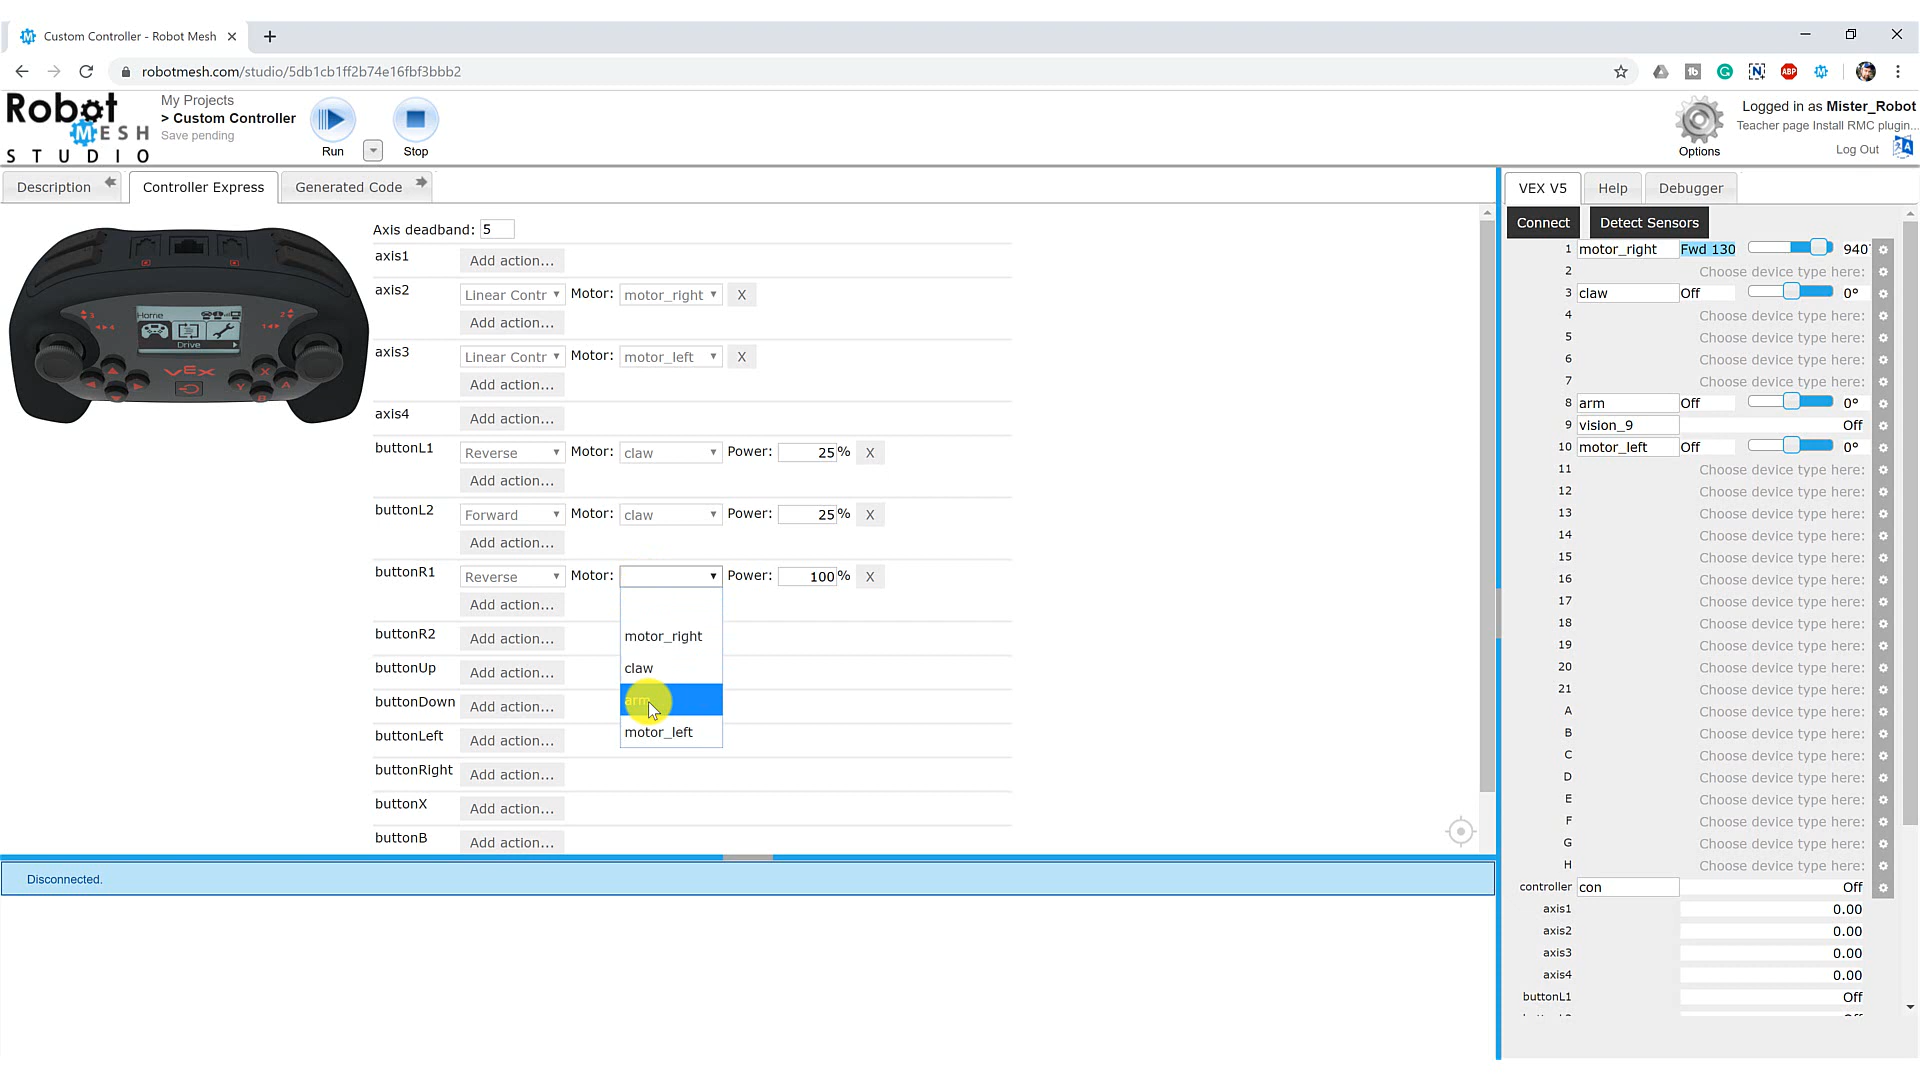 Custom Controller - Robot Mesh
robotmesh.com/studio/5db1cb1ff2b74e16fbf3bbb2
Robot
MESH
STUDIO
My Projects
> Custom Controller
Save pending
Run
Stop
Options
Logged in as Mister_Robot
Teacher page Install RMC plugin...
Log Out
Description
Controller Express
Generated Code
VEX V5
Help
Debugger
Connect
Detect Sensors
Home
Drive
VEX
Axis deadband: 5
axis1 Add action...
axis2 Linear Contr Motor: motor_right X
Add action...
axis3 Linear Contr Motor: motor_left X
Add action...
axis4 Add action...
buttonL1 Reverse Motor: claw Power: 25% X
Add action...
buttonL2 Forward Motor: claw Power: 25% X
Add action...
buttonR1 Reverse Motor: Power: 100% X
Add action...
motor_right
claw
arm
motor_left
buttonR2 Add action...
buttonUp Add action...
buttonDown Add action...
buttonLeft Add action...
buttonRight Add action...
buttonX Add action...
buttonB Add action...
Disconnected.
1 motor_right Fwd 130 940
2 Choose device type here:
3 claw Off 0°
4 Choose device type here:
5 Choose device type here:
6 Choose device type here:
7 Choose device type here:
8 arm Off 0°
9 vision_9 Off
10 motor_left Off 0°
11 Choose device type here:
12 Choose device type here:
13 Choose device type here:
14 Choose device type here:
15 Choose device type here:
16 Choose device type here:
17 Choose device type here:
18 Choose device type here:
19 Choose device type here:
20 Choose device type here:
21 Choose device type here:
A Choose device type here:
B Choose device type here:
C Choose device type here:
D Choose device type here:
E Choose device type here:
F Choose device type here:
G Choose device type here:
H Choose device type here:
controller con Off
axis1 0.00
axis2 0.00
axis3 0.00
axis4 0.00
buttonL1 Off